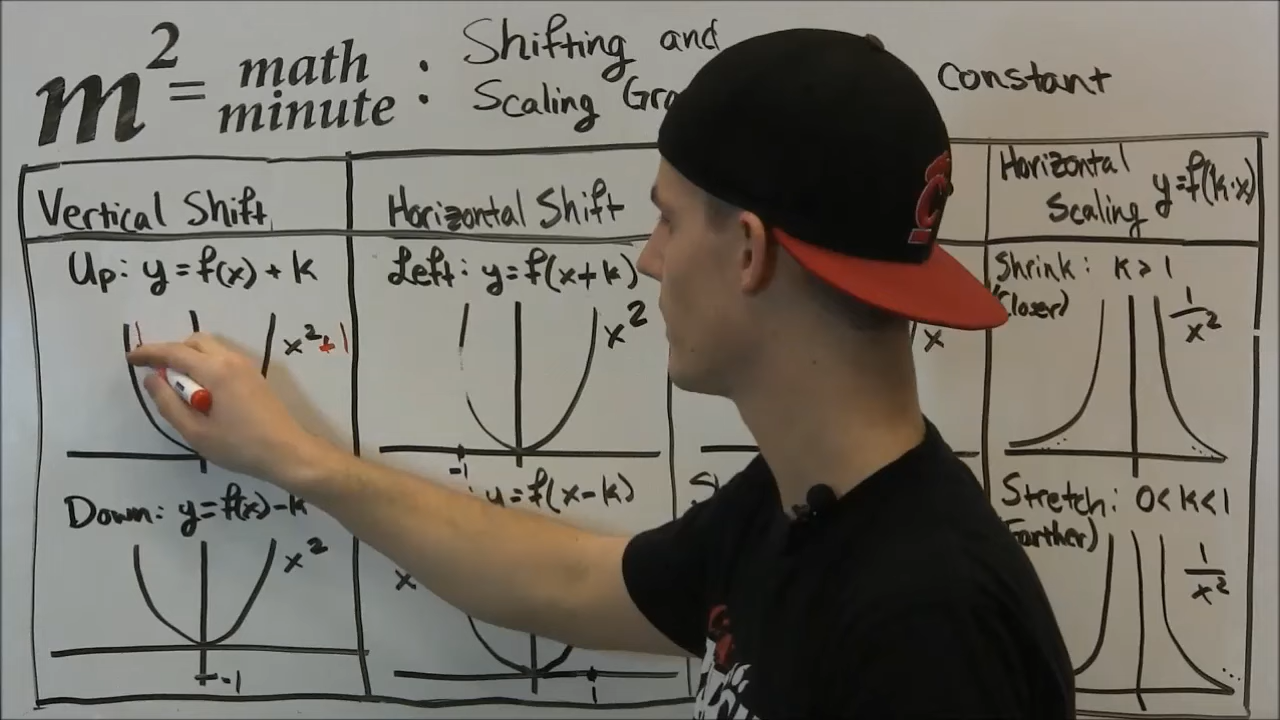 m² = math minute : Shifting and
Scaling
constant
Vertical Shift
Horizontal Shift
Horizontal
Scaling y=f(k·x)
Up: y=f(x)+k
x²+1
Left: y=f(x+k)
x²
-1
x
Shrink: k>1
(Closer)
1/x²
Down: y=f(x)-k
x²
-1
y=f(x-k)
x
1
Stretch: 0<k<1
(Farther)
1/x²